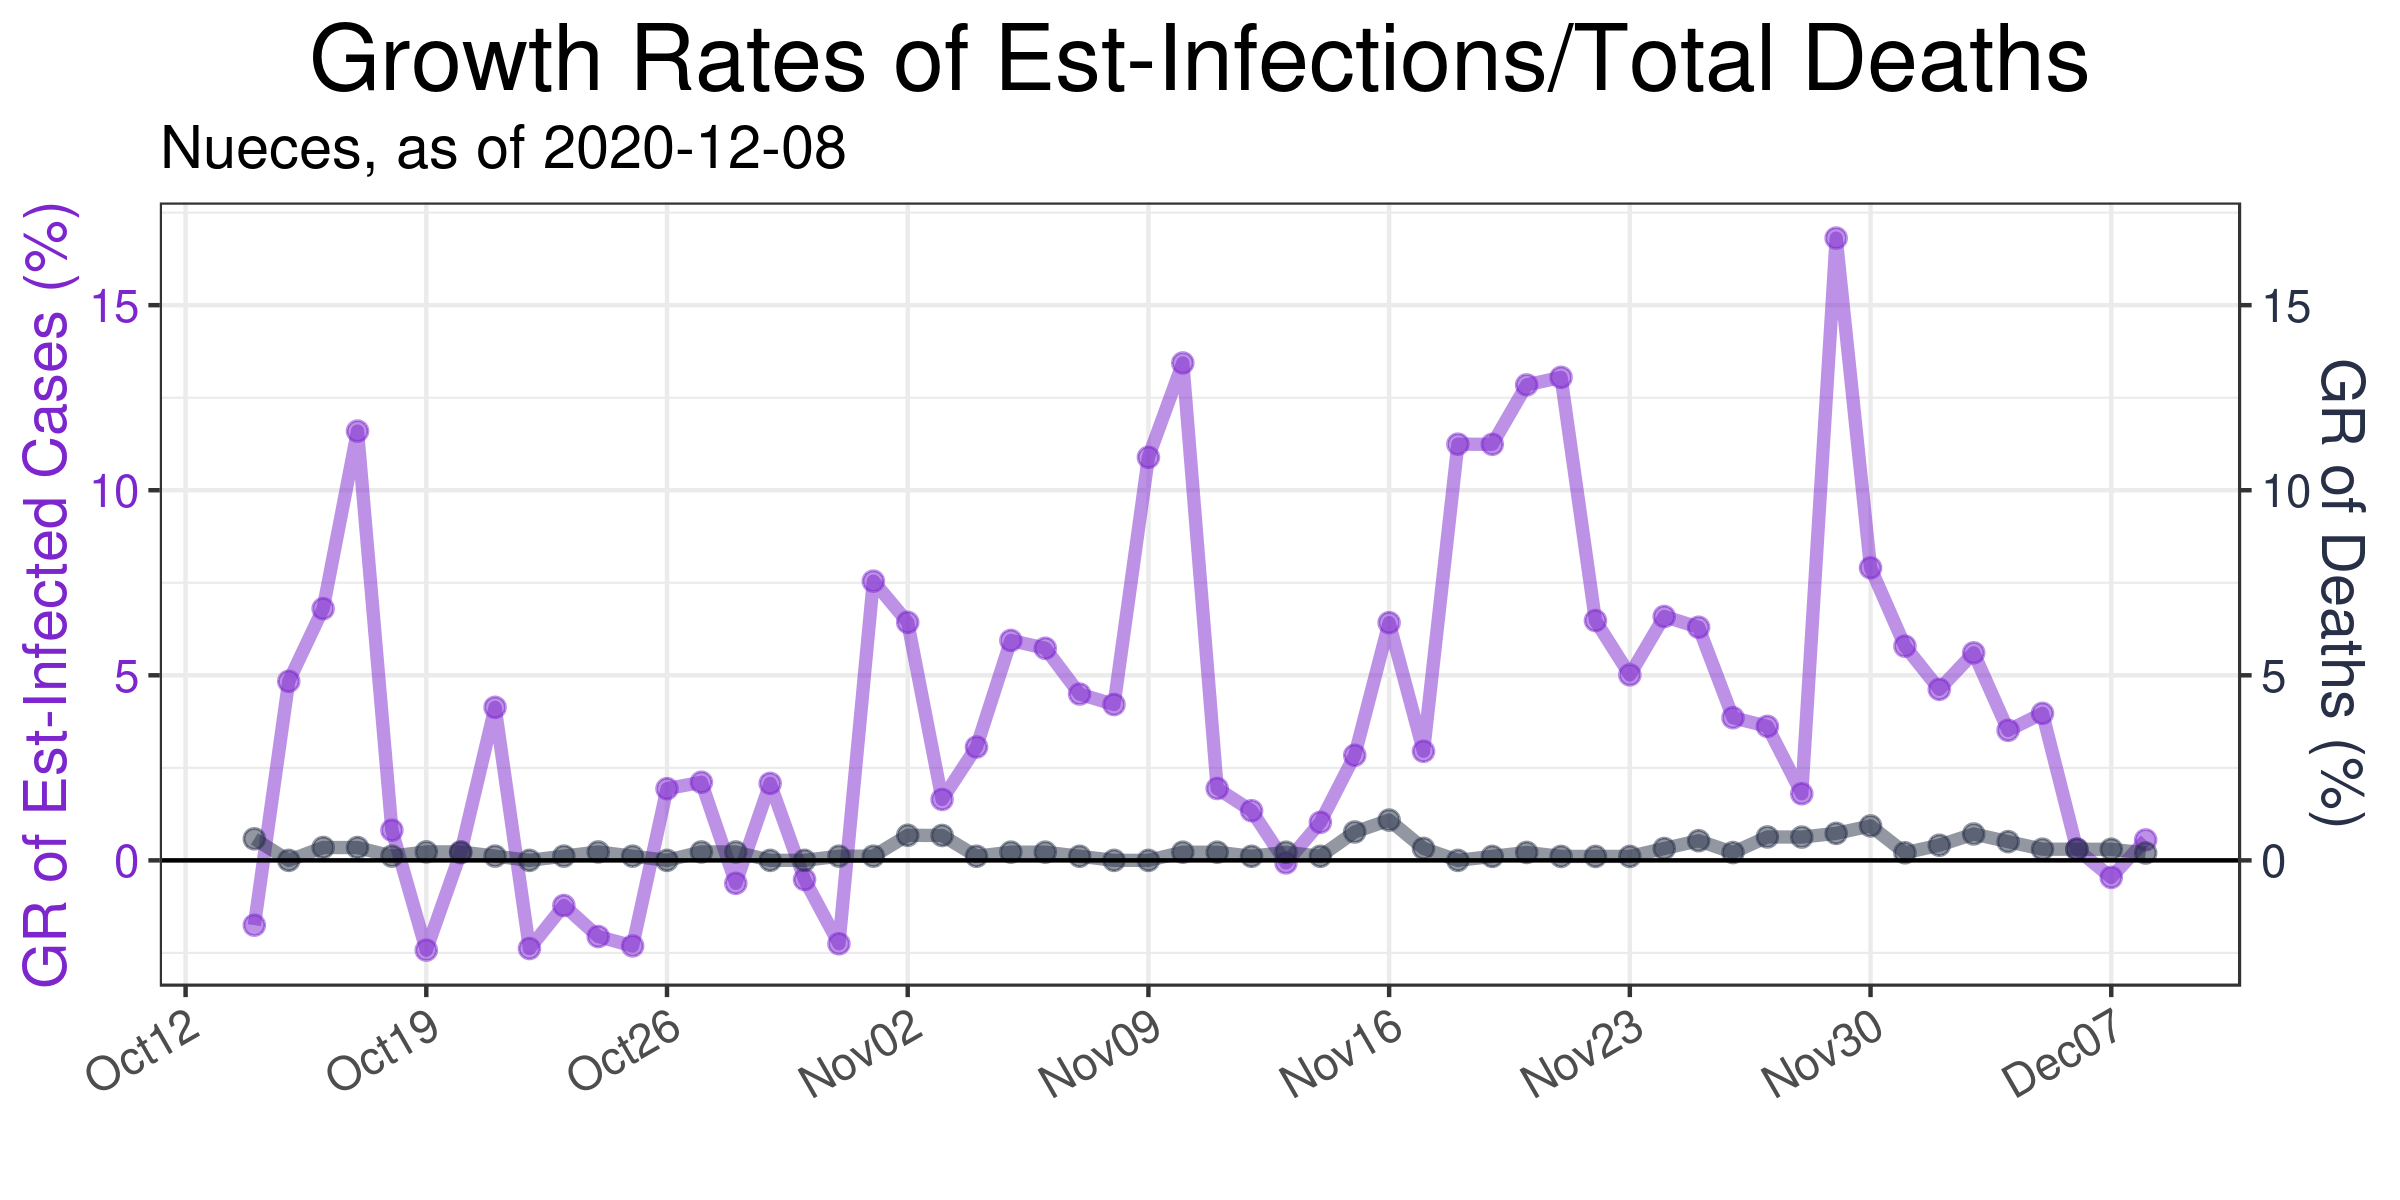 Growth Rates of Est-Infections/Total Deaths
Nueces, as of 2020-12-08
GR of Est-Infected Cases (%)
15
10
5
0
15
10
5
0
GR of Deaths (%)
Oct12
Oct19
Oct26
Nov02
Nov09
Nov16
Nov23
Nov30
Dec07